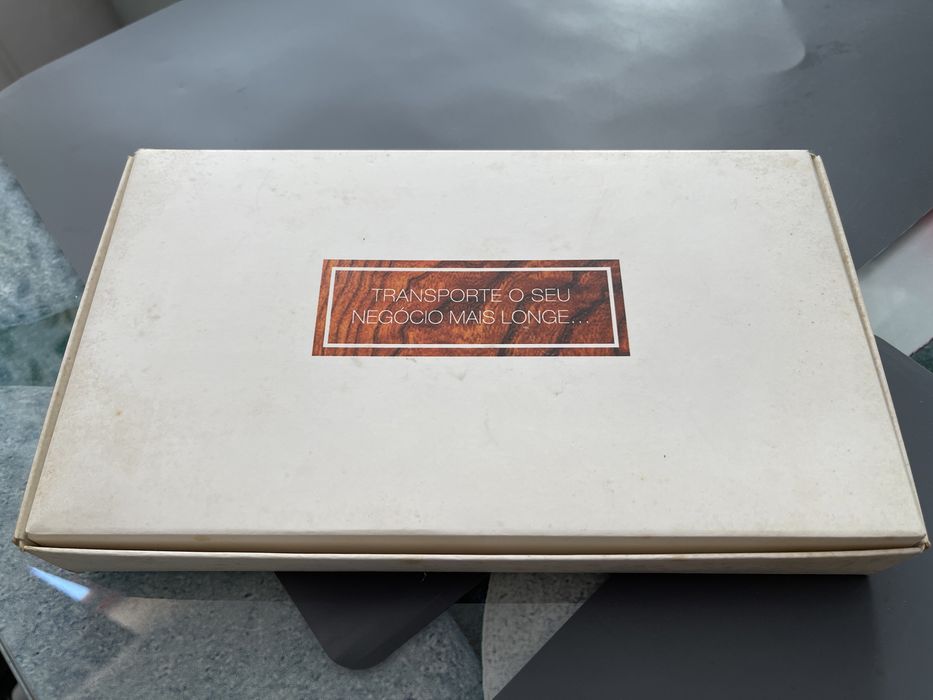 TRANSPORTE O SEU
NEGÓCIO MAIS LONGE...